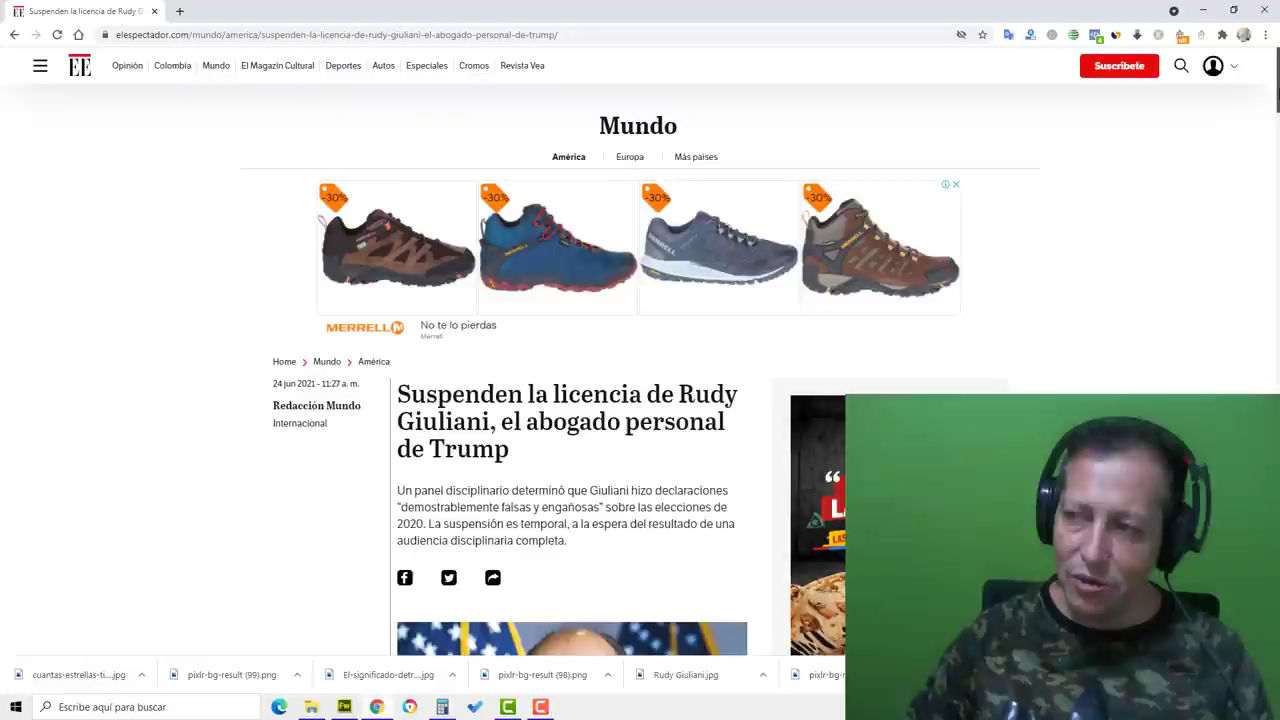 Suspenden la licencia de Rudy G
elespectador.com/mundo/america/suspenden-la-licencia-de-rudy-giuliani-el-abogado-personal-de-trump/
EE
Opinión Colombia Mundo El Magazín Cultural Deportes Autos Especiales Cromos Revista Vea
Suscríbete
Mundo
América Europa Más países
-30% -30% -30% -30%
MERRELL
No te lo pierdas
Merrell
Home Mundo América
24 jun 2021 - 11:27 a. m.
Redacción Mundo
Internacional
Suspenden la licencia de Rudy
Giuliani, el abogado personal
de Trump
Un panel disciplinario determinó que Giuliani hizo declaraciones
“demostrablemente falsas y engañosas” sobre las elecciones de
2020. La suspensión es temporal, a la espera del resultado de una
audiencia disciplinaria completa.
cuantas-estrellas-ti....jpg
pixlr-bg-result (99).png
El-significado-detr....jpg
pixlr-bg-result (98).png
Rudy Giuliani.jpg
pixlr-bg
Escribe aquí para buscar
Fw